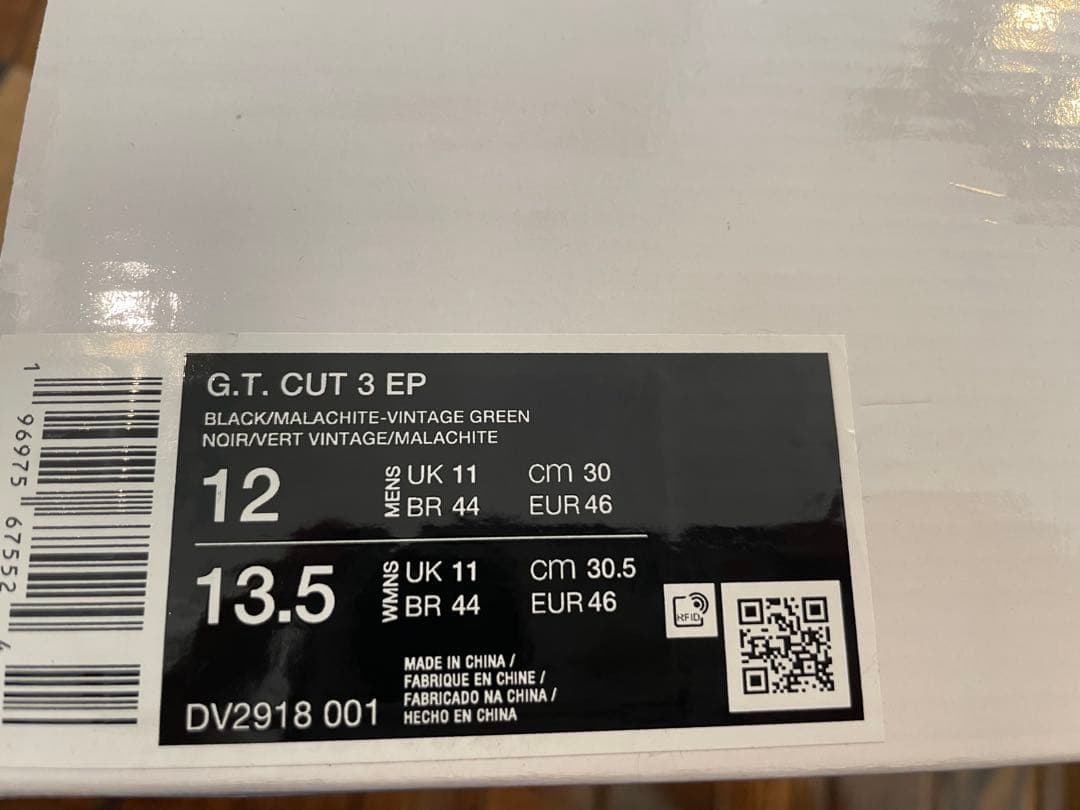 G.T. CUT 3 EP
BLACK/MALACHITE-VINTAGE GREEN
NOIR/VERT VINTAGE/MALACHITE
12 MENS UK 11 cm 30
BR 44 EUR 46
13.5 WMNS UK 11 cm 30.5
BR 44 EUR 46
RFID
MADE IN CHINA /
FABRIQUE EN CHINE /
FABRICADO NA CHINA /
HECHO EN CHINA
DV2918 001
1 96975 67552 4